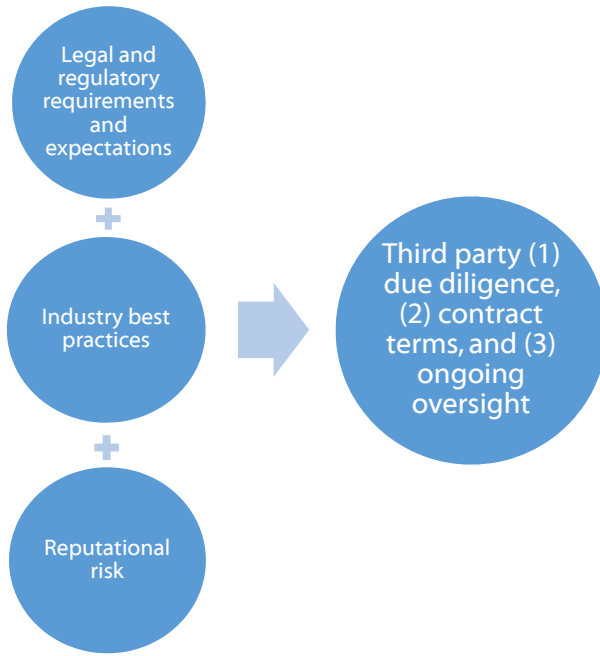 Legal and
regulatory
requirements
and
expectations
Industry best
practices
Reputational
risk
Third party (1)
due diligence,
(2) contract
terms, and (3)
ongoing
oversight